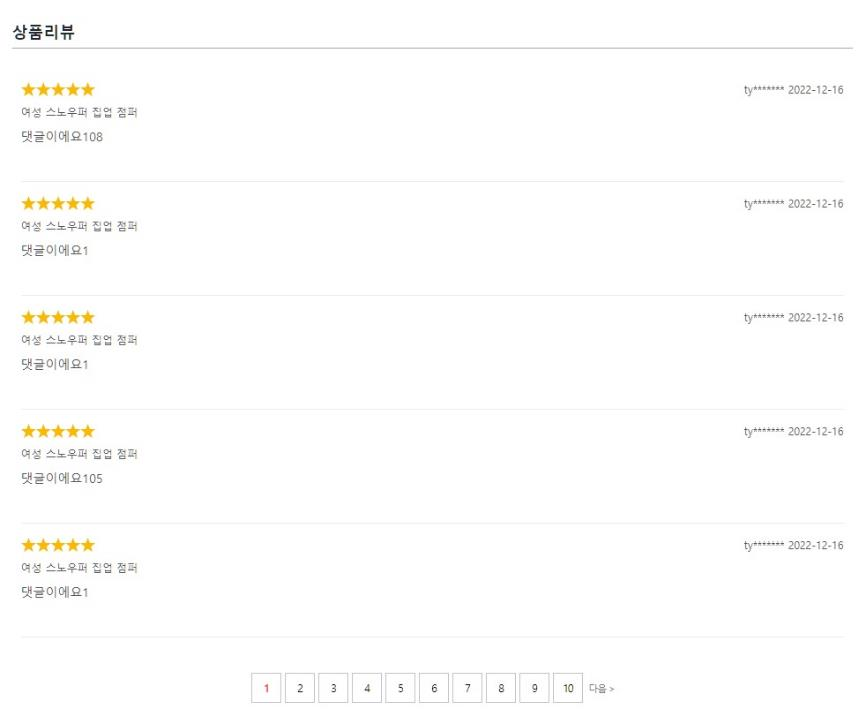 상품리뷰
★★★★★ ty******* 2022-12-16
여성 스노우퍼 집업 점퍼
댓글이에요108
★★★★★ ty******* 2022-12-16
여성 스노우퍼 집업 점퍼
댓글이에요1
★★★★★ ty******* 2022-12-16
여성 스노우퍼 집업 점퍼
댓글이에요1
★★★★★ ty******* 2022-12-16
여성 스노우퍼 집업 점퍼
댓글이에요105
★★★★★ ty******* 2022-12-16
여성 스노우퍼 집업 점퍼
댓글이에요1
1 2 3 4 5 6 7 8 9 10 다음 >